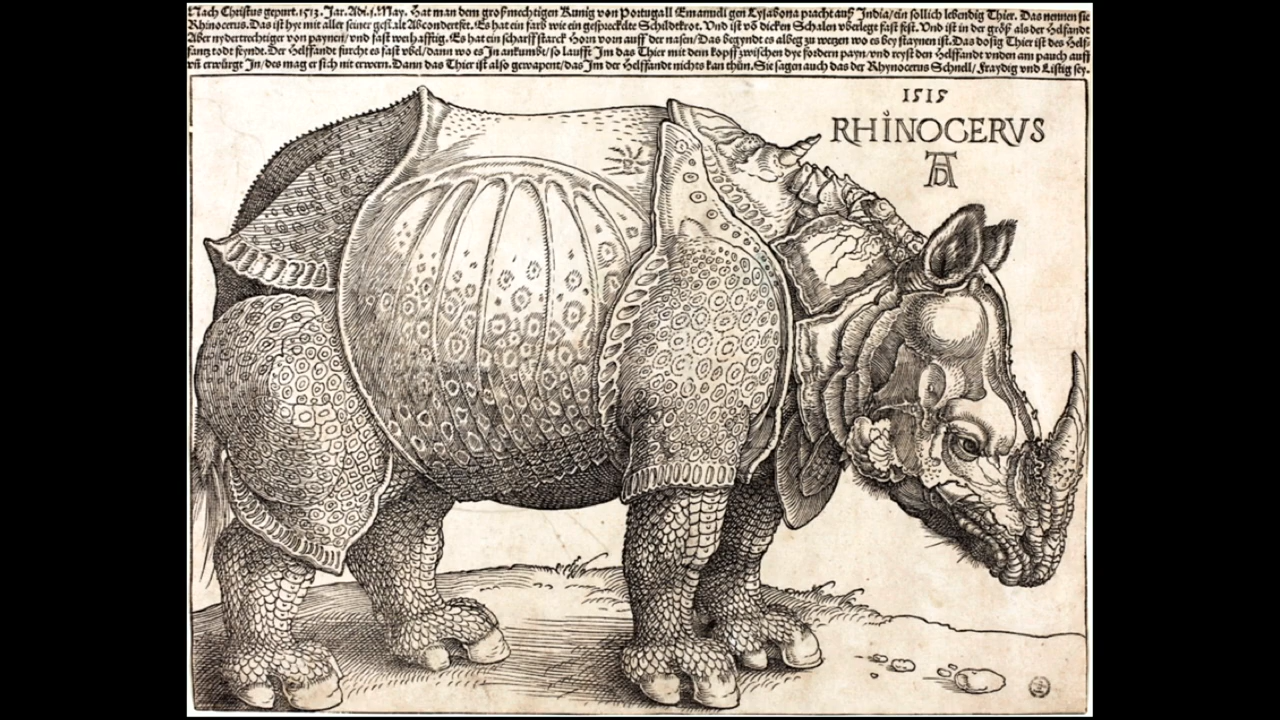 Nach Christus gepurt. 1513. Jar. Adi. j. May. Hat man dem großmechtigen Kunig von Portugall Emanuell gen Lysabona pracht auß India/ein sollich lebendig Thier. Das nennen sie
Rhinocerus. Das ist hye mit aller seiner gestalt Abcondertfet. Es hat ein farb wie ein gespreckelte Schildtkrot. Vnd ist võ dicken Schalen vberlegt fast fest. Vnd ist in der größ als der Helfandt
Aber nydertrechtiger von paynen/vnd fast werhafftig. Es hat ein scharff starck Horn vorn auff der nasen/Das begyndt es albeg zu wetzen wo es bey staynen ist. Das dosig Thier ist des Helf-
fantz todt feyndt. Der Helffandt furcht es fast vbel/dann wo es Jn ankumbt/so laufft Jm das Thier mit dem kopff zwischen dye fordern payn/vnd reyst den Helffandt vnden am pauch auff
vñ erwürgt Jn/des mag er sich nit erwern. Dann das Thier ist also gewapent/das Jm der Helffandt nichts kan thün. Sie sagen auch das der Rhynocerus Schnell/Fraydig vnd Listig sey.
1515
RHINOCERVS
AD